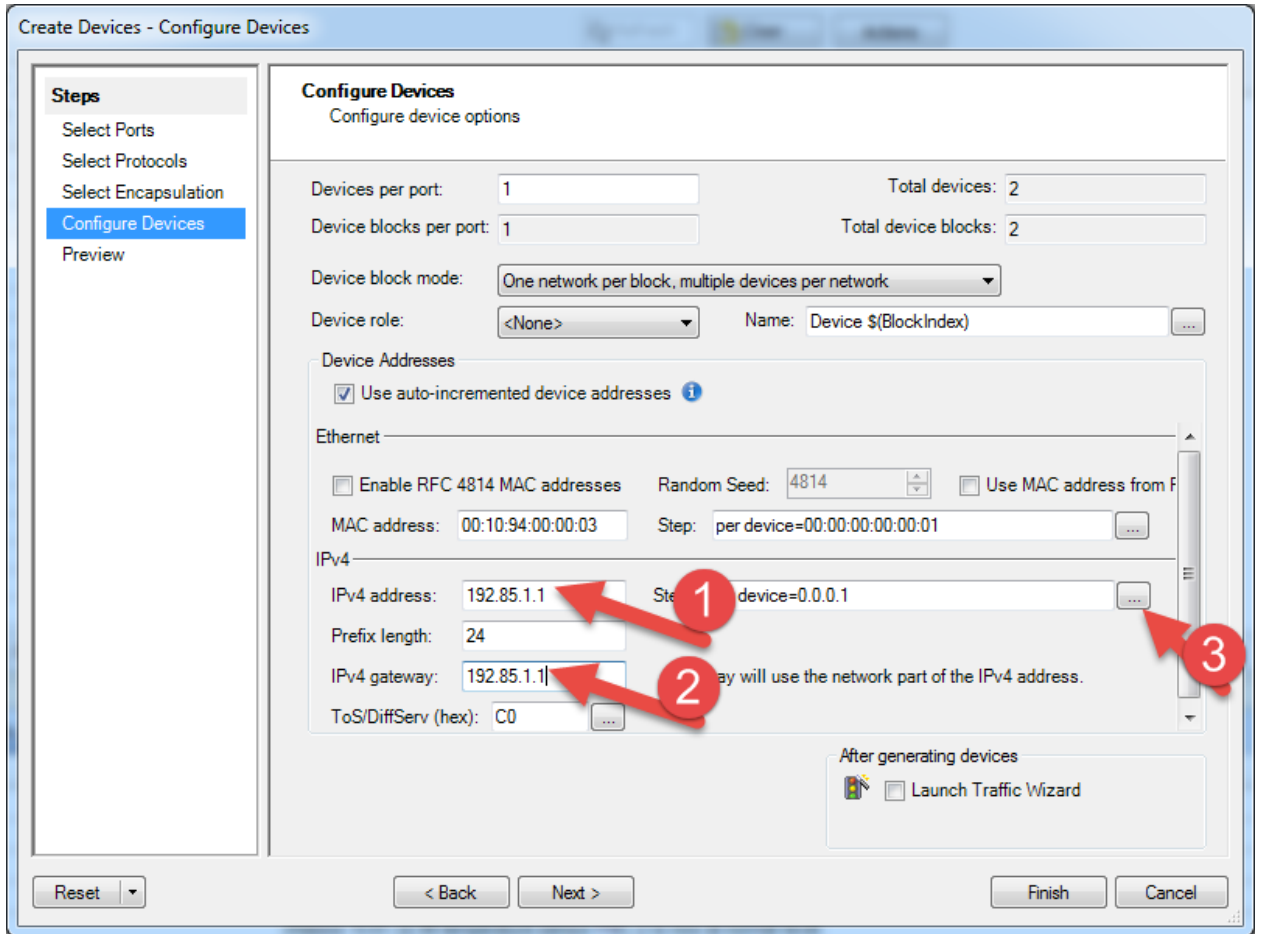 Create Devices - Configure Devices
Steps
Select Ports
Select Protocols
Select Encapsulation
Configure Devices
Preview
Configure Devices
Configure device options
Devices per port: 1 Total devices: 2
Device blocks per port: 1 Total device blocks: 2
Device block mode: One network per block, multiple devices per network
Device role: <None> Name: Device $(BlockIndex) ...
Device Addresses
Use auto-incremented device addresses
Ethernet
Enable RFC 4814 MAC addresses Random Seed: 4814 Use MAC address from
MAC address: 00:10:94:00:00:03 Step: per device=00:00:00:00:00:01 ...
IPv4
IPv4 address: 192.85.1.1 1 device=0.0.0.1 ...
Prefix length: 24
3
IPv4 gateway: 192.85.1.1 2 will use the network part of the IPv4 address.
ToS/DiffServ (hex): C0 ...
After generating devices
Launch Traffic Wizard
Reset < Back Next > Finish Cancel